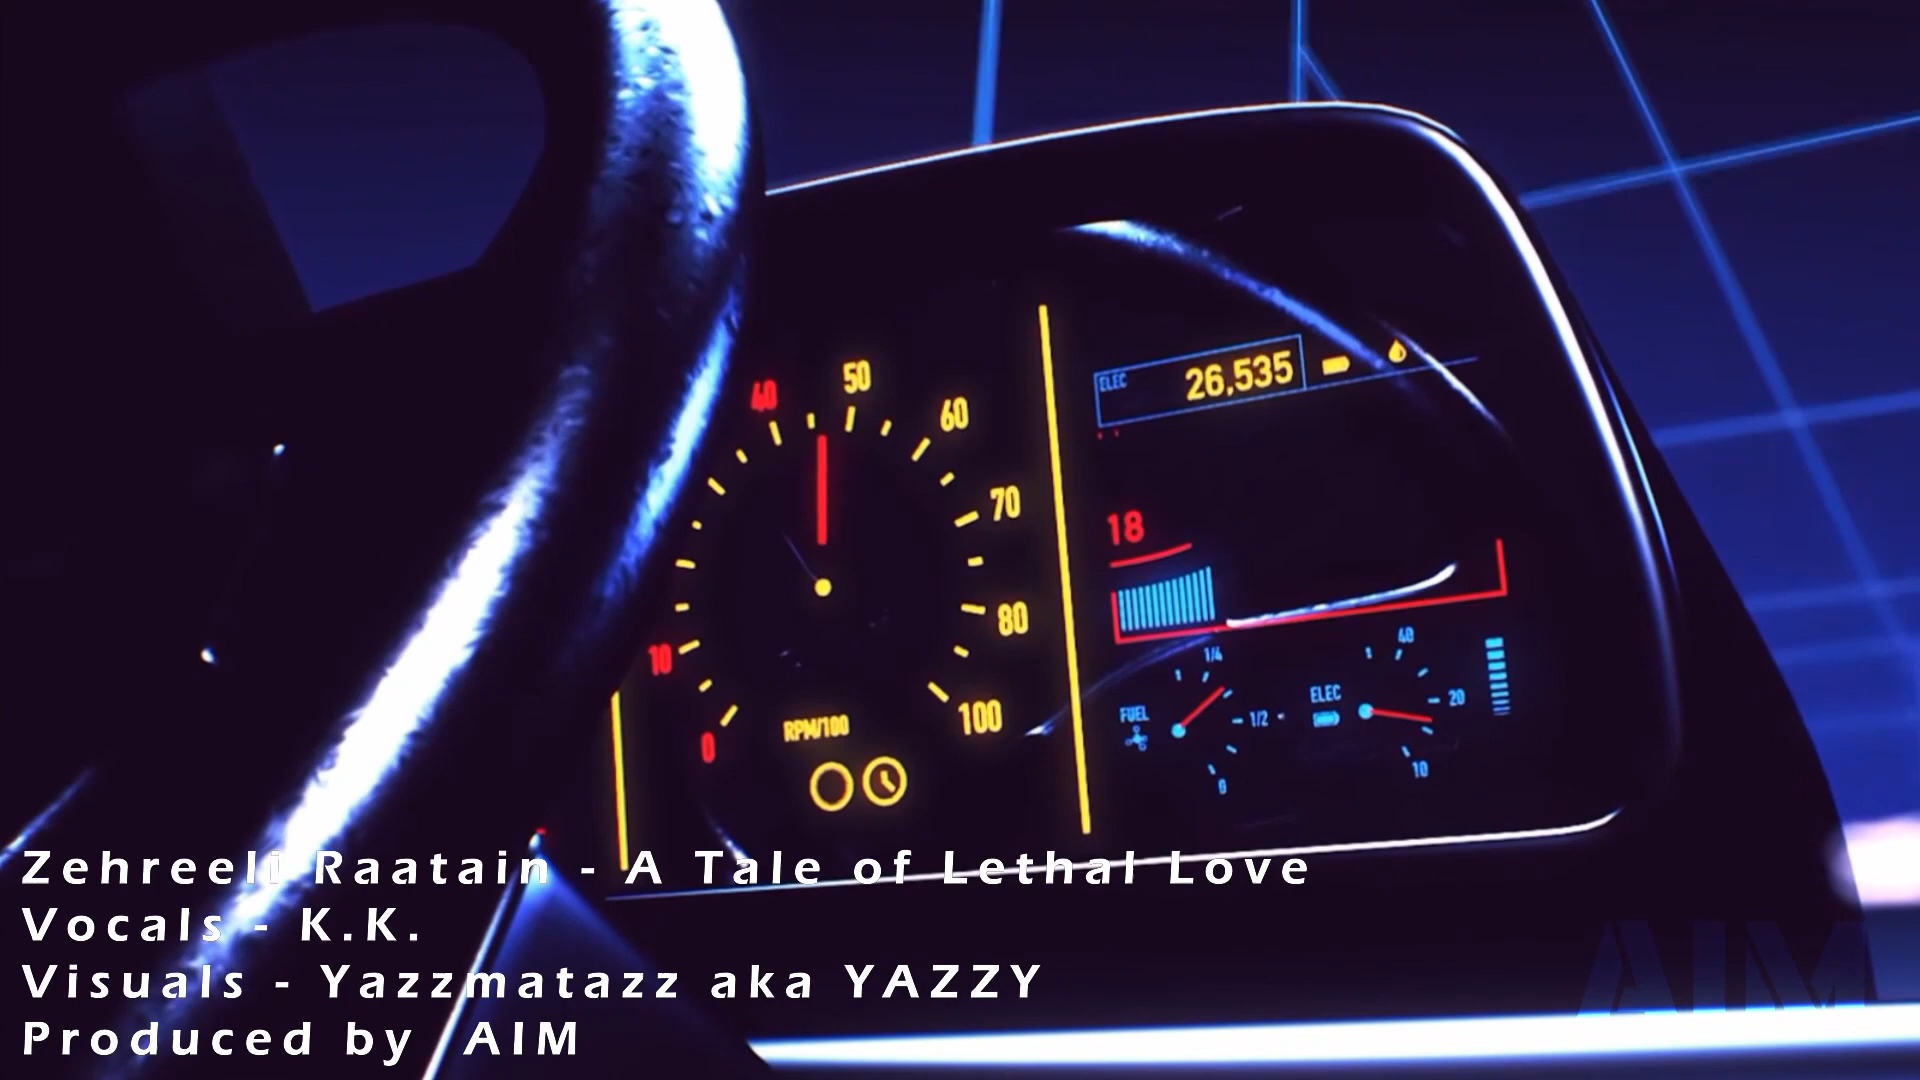 40
50
60
70
80
100
10
0
RPM/100
ELEC
26,535
18
1/4
FUEL
1/2
0
ELEC
40
20
10
Zehreeli Raatain - A Tale of Lethal Love
Vocals - K.K.
Visuals - Yazzmatazz aka YAZZY
Produced by AIM
AIM